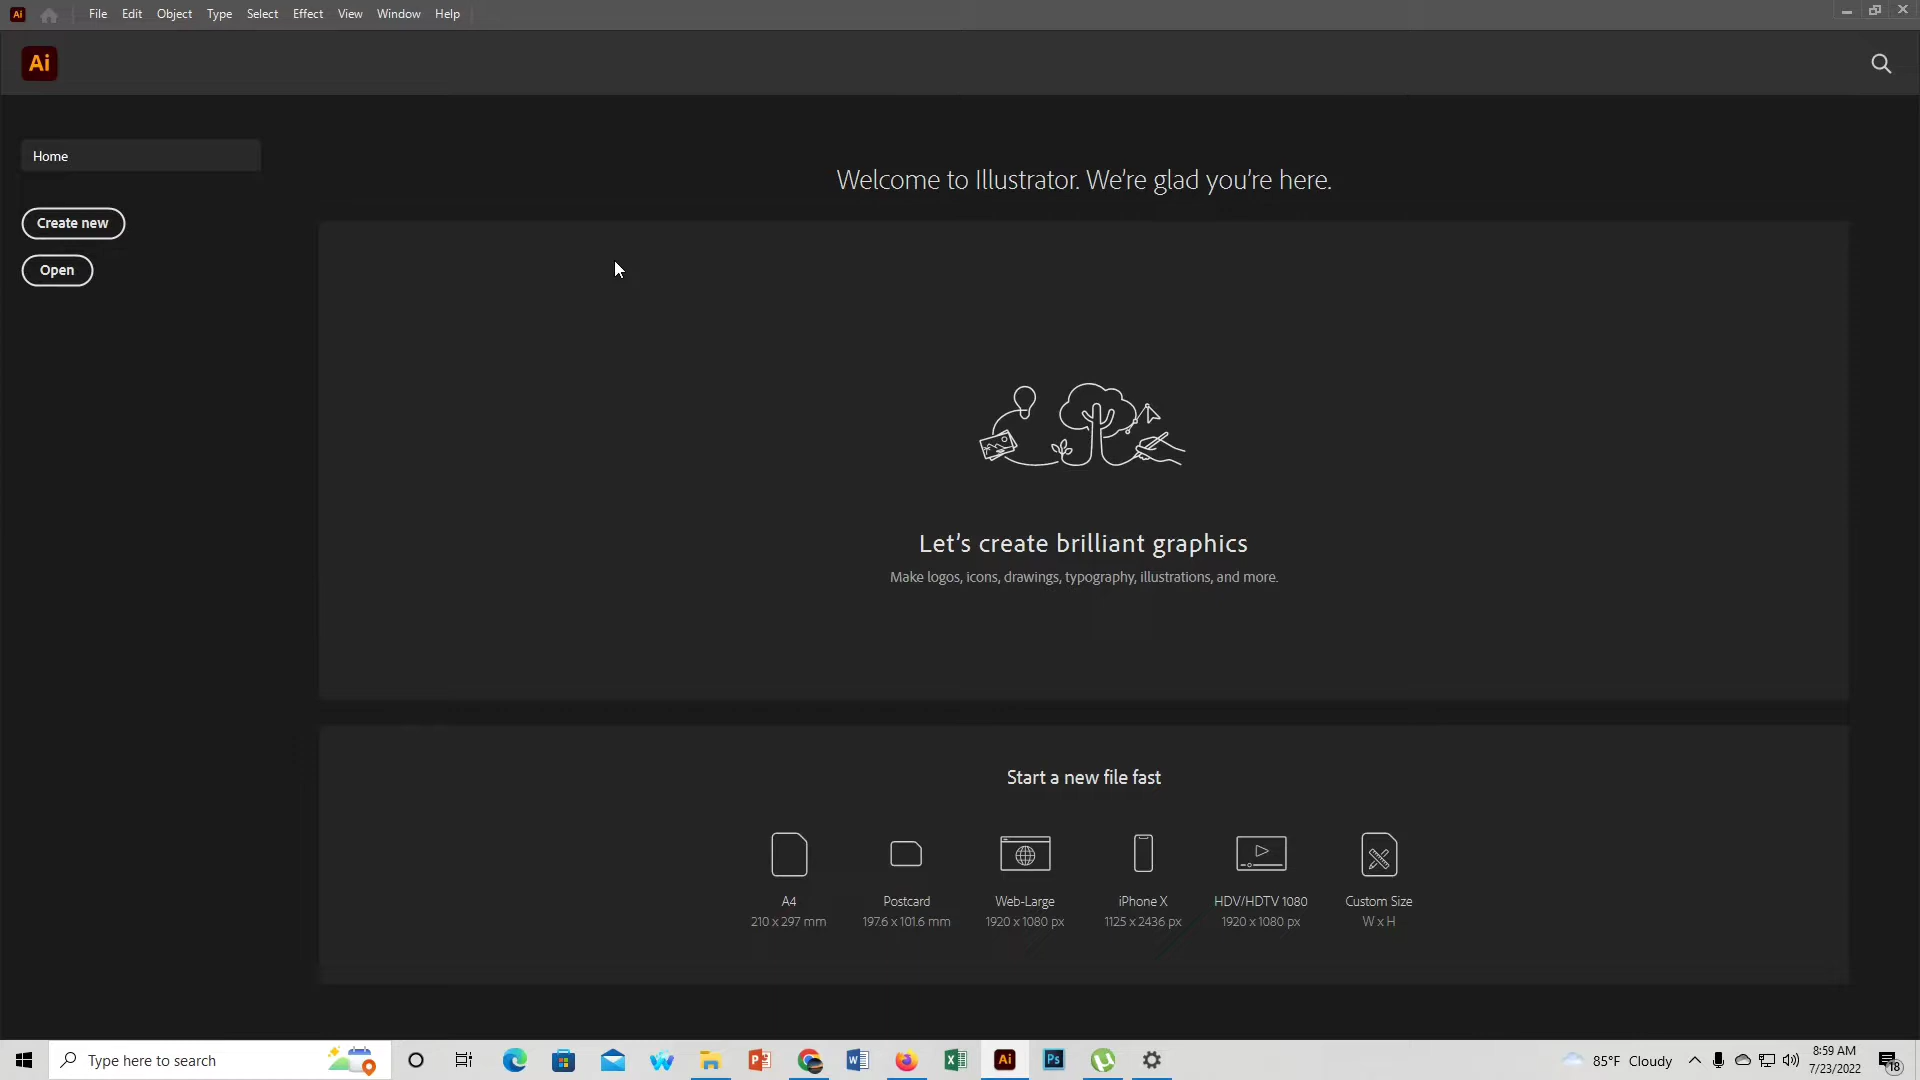 Ai File Edit Object Type Select Effect View Window Help
Ai
Home
Welcome to Illustrator. We're glad you're here.
Create new
Open
Let's create brilliant graphics
Make logos, icons, drawings, typography, illustrations, and more.
Start a new file fast
A4 Postcard Web-Large iPhone X HDV/HDTV 1080 Custom Size
210 x 297 mm 197.6 x 101.6 mm 1920 x 1080 px 1125 x 2436 px 1920 x 1080 px W x H
Type here to search Ai Ps 85°F Cloudy 8:59 AM
7/23/2022 18